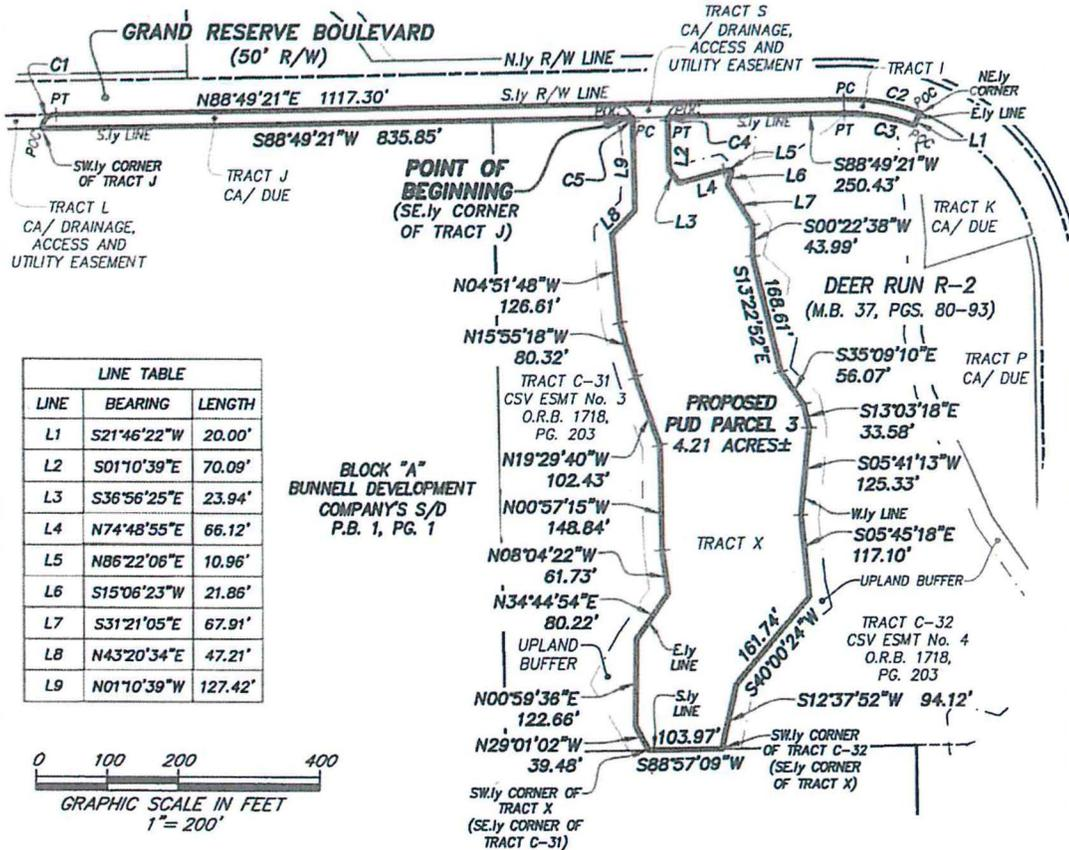 TRACT S
CA/ DRAINAGE,
ACCESS AND
UTILITY EASEMENT
GRAND RESERVE BOULEVARD
(50' R/W)
N.ly R/W LINE
C1
PT
N88°49'21"E 1117.30'
S.ly R/W LINE
POC
POC
PC
TRACT I
C2
POC
NE.ly
CORNER
E.ly LINE
POC
S.ly LINE
S88°49'21"W 835.85'
PC
PT
S.ly LINE
PT
C3
POC
L1
SW.ly CORNER
OF TRACT J
TRACT J
CA/ DUE
POINT OF
BEGINNING
(SE.ly CORNER
OF TRACT J)
C5
L9
L2
C4
L5
L6
L4
L7
L3
L8
S88°49'21"W
250.43'
TRACT L
CA/ DRAINAGE,
ACCESS AND
UTILITY EASEMENT
TRACT K
CA/ DUE
S00°22'38"W
43.99'
N04°51'48"W
126.61'
168.61'
S13°22'52"E
DEER RUN R-2
(M.B. 37, PGS. 80-93)
N15°55'18"W
80.32'
S35°09'10"E
56.07'
TRACT P
CA/ DUE
TRACT C-31
CSV ESMT No. 3
O.R.B. 1718,
PG. 203
PROPOSED
PUD PARCEL 3
4.21 ACRES±
S13°03'18"E
33.58'
N19°29'40"W
102.43'
S05°41'13"W
125.33'
BLOCK "A"
BUNNELL DEVELOPMENT
COMPANY'S S/D
P.B. 1, PG. 1
N00°57'15"W
148.84'
W.ly LINE
TRACT X
S05°45'18"E
117.10'
N08°04'22"W
61.73'
UPLAND BUFFER
N34°44'54"E
80.22'
161.74'
S40°00'24"W
TRACT C-32
CSV ESMT No. 4
O.R.B. 1718,
PG. 203
UPLAND
BUFFER
E.ly
LINE
N00°59'36"E
122.66'
S.ly
LINE
S12°37'52"W 94.12'
N29°01'02"W
39.48'
103.97'
S88°57'09"W
SW.ly CORNER
OF TRACT C-32
(SE.ly CORNER
OF TRACT X)
SW.ly CORNER OF
TRACT X
(SE.ly CORNER OF
TRACT C-31)
LINE TABLE
LINE BEARING LENGTH
L1 S21°46'22"W 20.00'
L2 S01°10'39"E 70.09'
L3 S36°56'25"E 23.94'
L4 N74°48'55"E 66.12'
L5 N86°22'06"E 10.96'
L6 S15°06'23"W 21.86'
L7 S31°21'05"E 67.91'
L8 N43°20'34"E 47.21'
L9 N01°10'39"W 127.42'
0 100 200 400
GRAPHIC SCALE IN FEET
1"= 200'